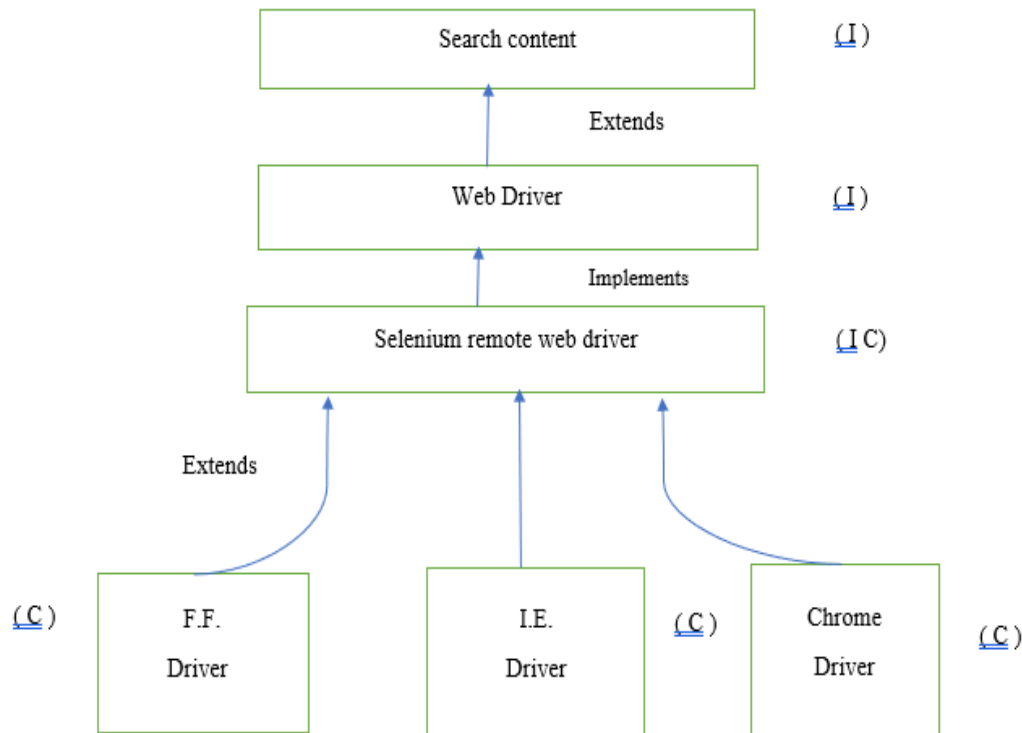 Search content
( I )
Extends
Web Driver
( I )
Implements
Selenium remote web driver
( I C)
Extends
( C )
F.F.
Driver
I.E.
Driver
( C )
Chrome
Driver
( C )